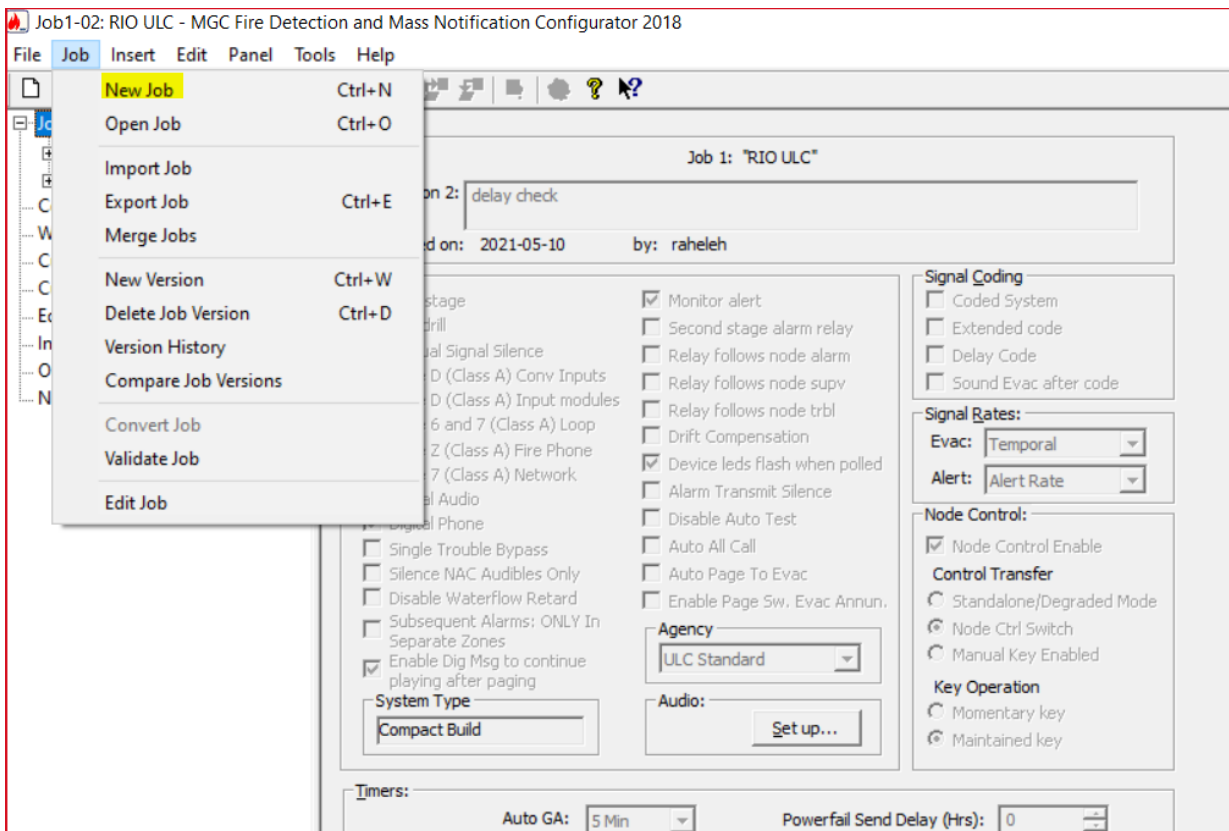 Job1-02: RIO ULC - MGC Fire Detection and Mass Notification Configurator 2018
File Job Insert Edit Panel Tools Help
New Job Ctrl+N
Open Job Ctrl+O
Import Job
Export Job Ctrl+E
Merge Jobs
New Version Ctrl+W
Delete Job Version Ctrl+D
Version History
Compare Job Versions
Convert Job
Validate Job
Edit Job
Job 1: "RIO ULC"
on 2: delay check
d on: 2021-05-10 by: raheleh
stage
drill
ual Signal Silence
D (Class A) Conv Inputs
D (Class A) Input modules
6 and 7 (Class A) Loop
Z (Class A) Fire Phone
7 (Class A) Network
al Audio
Digital Phone
Single Trouble Bypass
Silence NAC Audibles Only
Disable Waterflow Retard
Subsequent Alarms: ONLY In
Separate Zones
Enable Dig Msg to continue
playing after paging
System Type
Compact Build
Monitor alert
Second stage alarm relay
Relay follows node alarm
Relay follows node supv
Relay follows node trbl
Drift Compensation
Device leds flash when polled
Alarm Transmit Silence
Disable Auto Test
Auto All Call
Auto Page To Evac
Enable Page Sw. Evac Annun.
Agency
ULC Standard
Audio:
Set up...
Signal Coding
Coded System
Extended code
Delay Code
Sound Evac after code
Signal Rates:
Evac: Temporal
Alert: Alert Rate
Node Control:
Node Control Enable
Control Transfer
Standalone/Degraded Mode
Node Ctrl Switch
Manual Key Enabled
Key Operation
Momentary key
Maintained key
Timers:
Auto GA: 5 Min Powerfail Send Delay (Hrs): 0